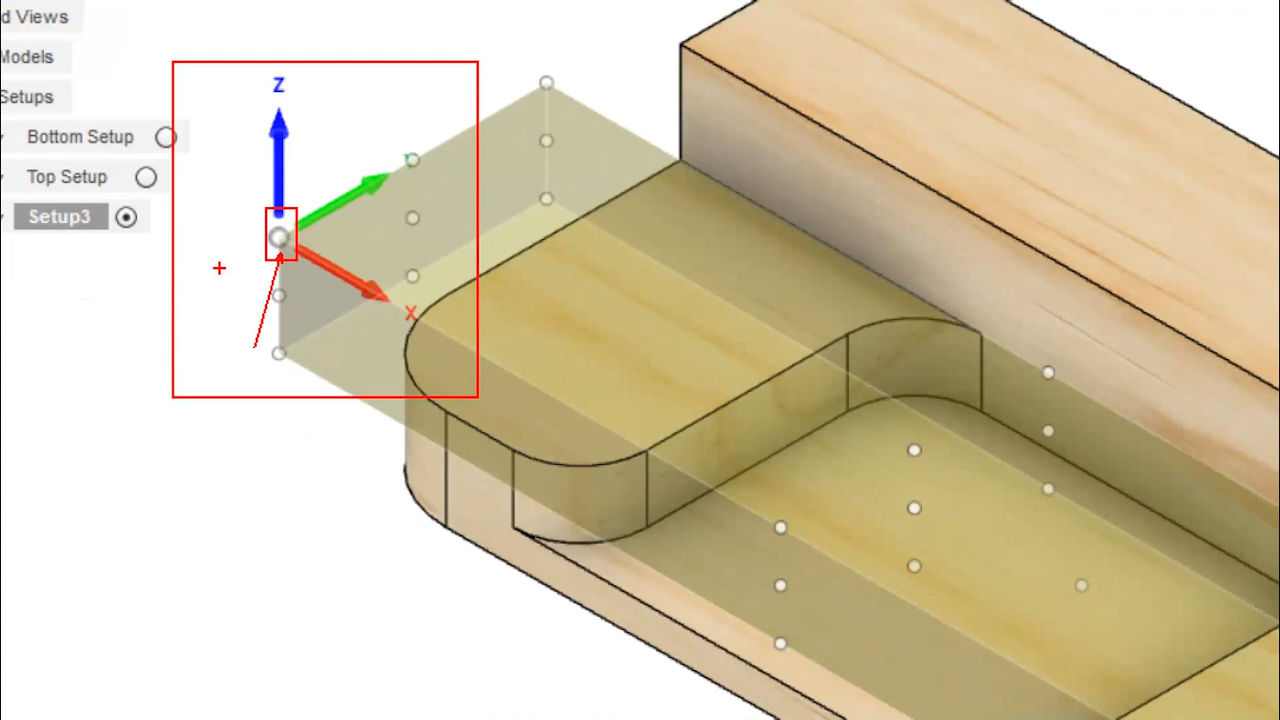 d Views
Models
Setups
Bottom Setup
Top Setup
Setup3
Z
X